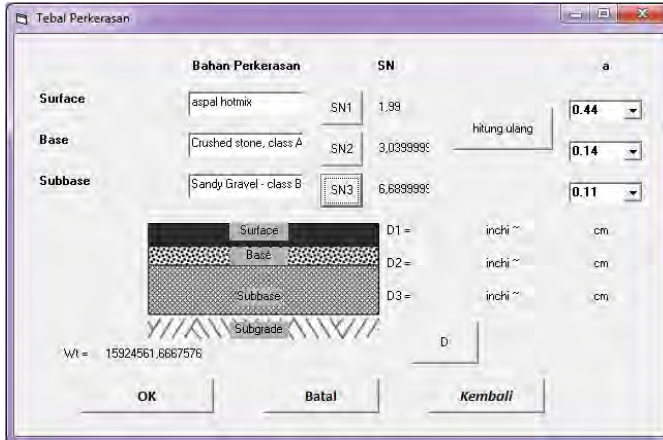 Tebal Perkerasan
Bahan Perkerasan SN a
Surface aspal hotmix SN1 1,99 0.44
hitung ulang
Base Crushed stone, class A SN2 3,0399999 0.14
Subbase Sandy Gravel - class B SN3 6,6899999 0.11
Surface D1 = inchi ~ cm
Base D2 = inchi ~ cm
Subbase D3 = inchi ~ cm
Subgrade
D
Wt = 15924561,6667576
OK Batal Kembali